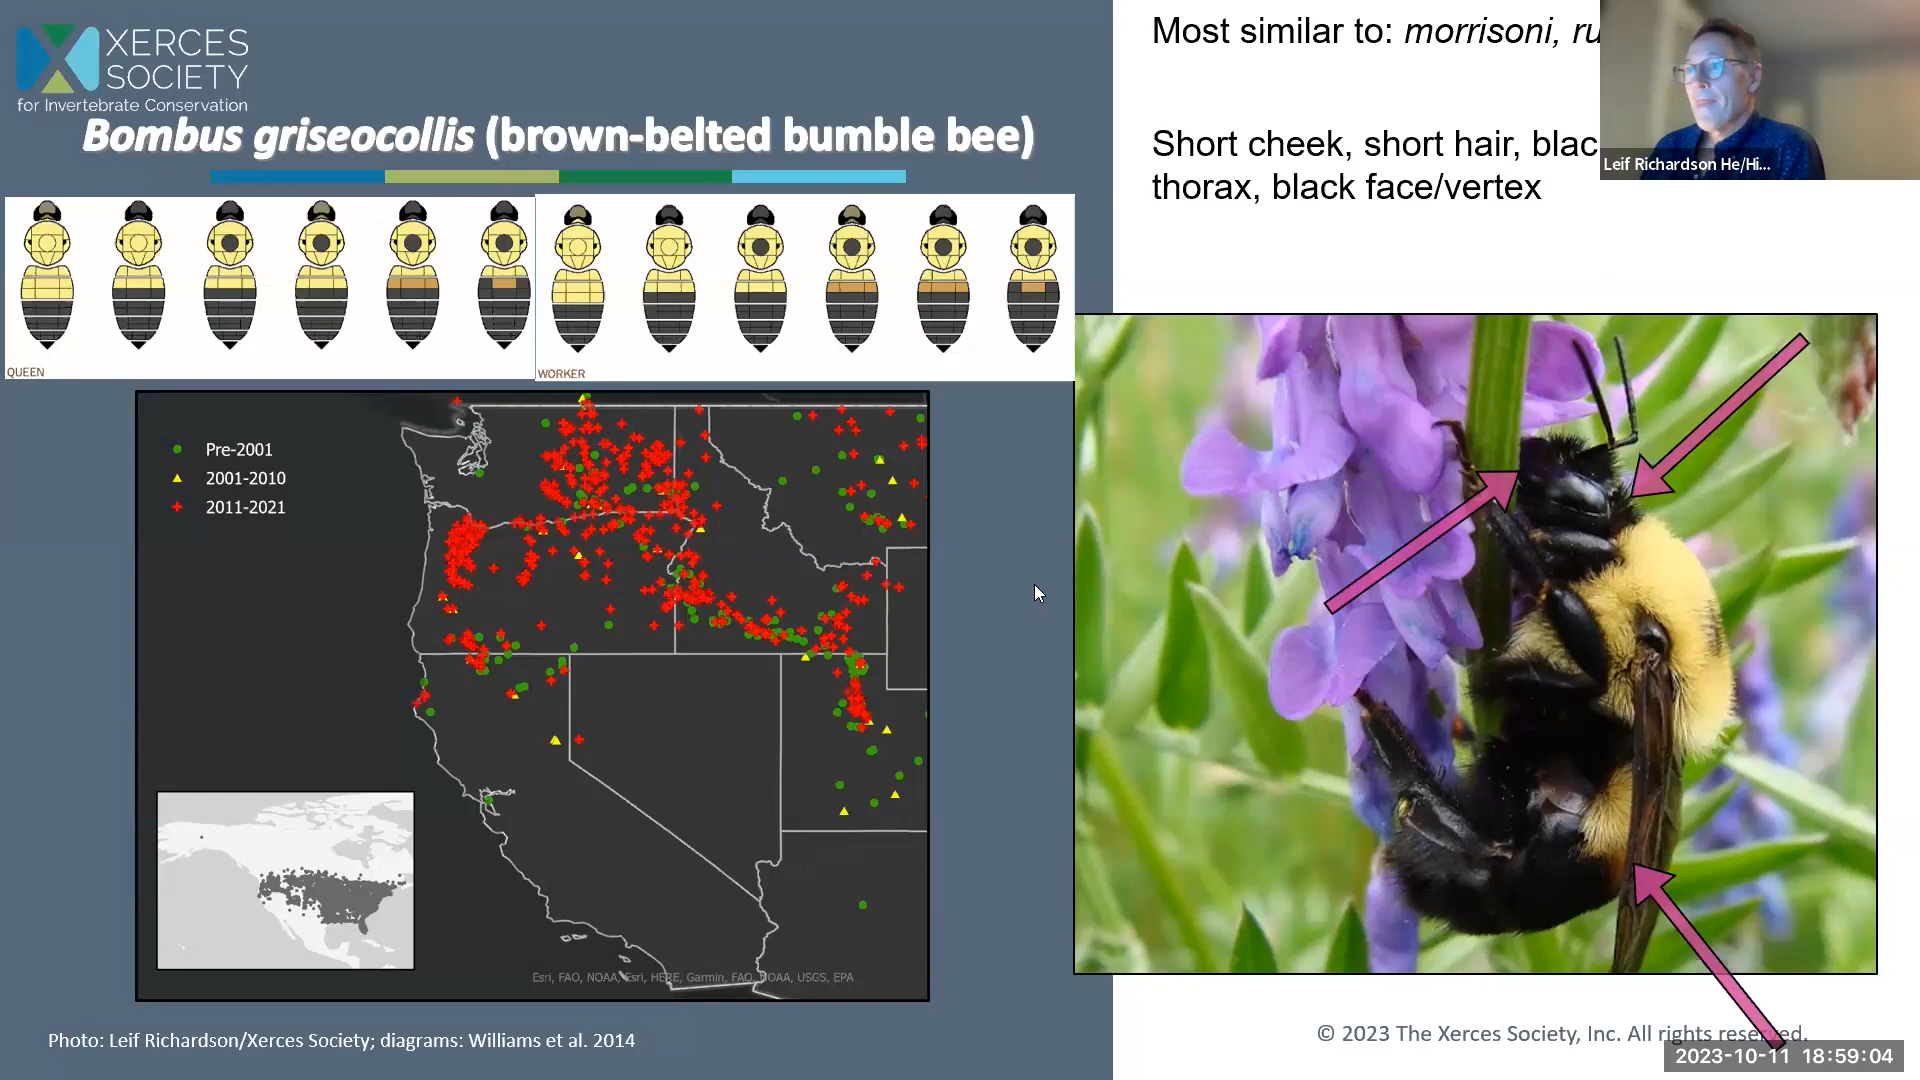 XERCES
SOCIETY
for Invertebrate Conservation
Bombus griseocollis (brown-belted bumble bee)
QUEEN
WORKER
Pre-2001
2001-2010
2011-2021
Esri, FAO, NOAA, Esri, HERE, Garmin, FAO, NOAA, USGS, EPA
Photo: Leif Richardson/Xerces Society; diagrams: Williams et al. 2014
Most similar to: morrisoni, ru
Short cheek, short hair, blac
thorax, black face/vertex
Leif Richardson He/Hi...
© 2023 The Xerces Society, Inc. All rights reserved.
2023-10-11 18:59:04